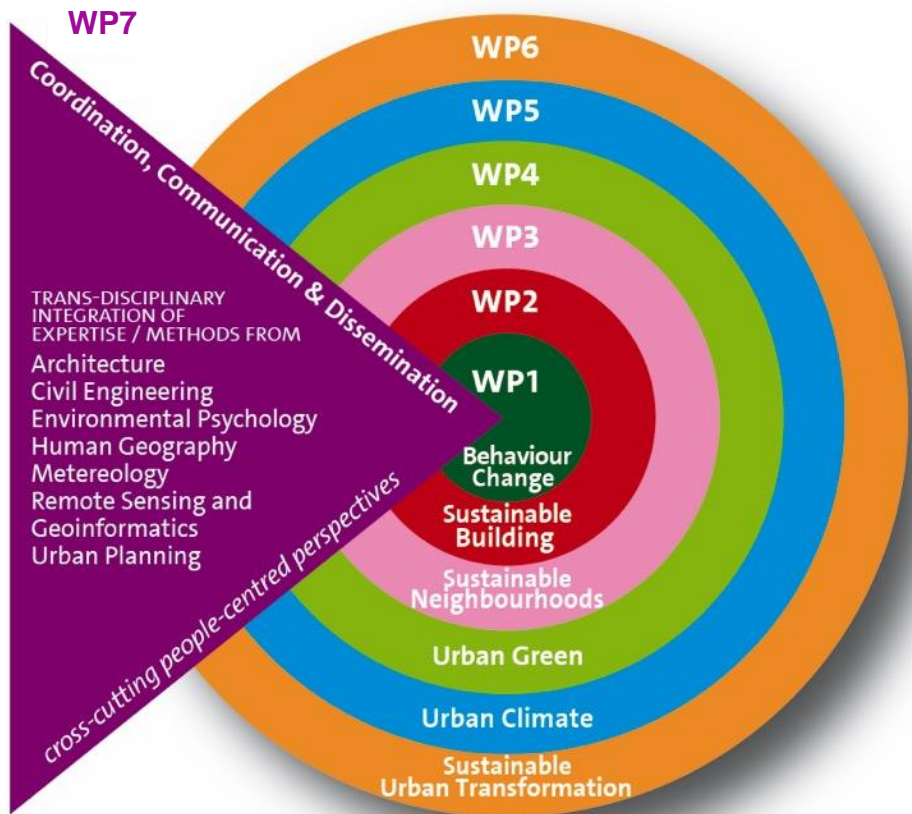 WP7
Coordination, Communication & Dissemination
TRANS-DISCIPLINARY
INTEGRATION OF
EXPERTISE / METHODS FROM
Architecture
Civil Engineering
Environmental Psychology
Human Geography
Metereology
Remote Sensing and
Geoinformatics
Urban Planning
cross-cutting people-centred perspectives
WP6
WP5
WP4
WP3
WP2
WP1
Behaviour
Change
Sustainable
Building
Sustainable
Neighbourhoods
Urban Green
Urban Climate
Sustainable
Urban Transformation